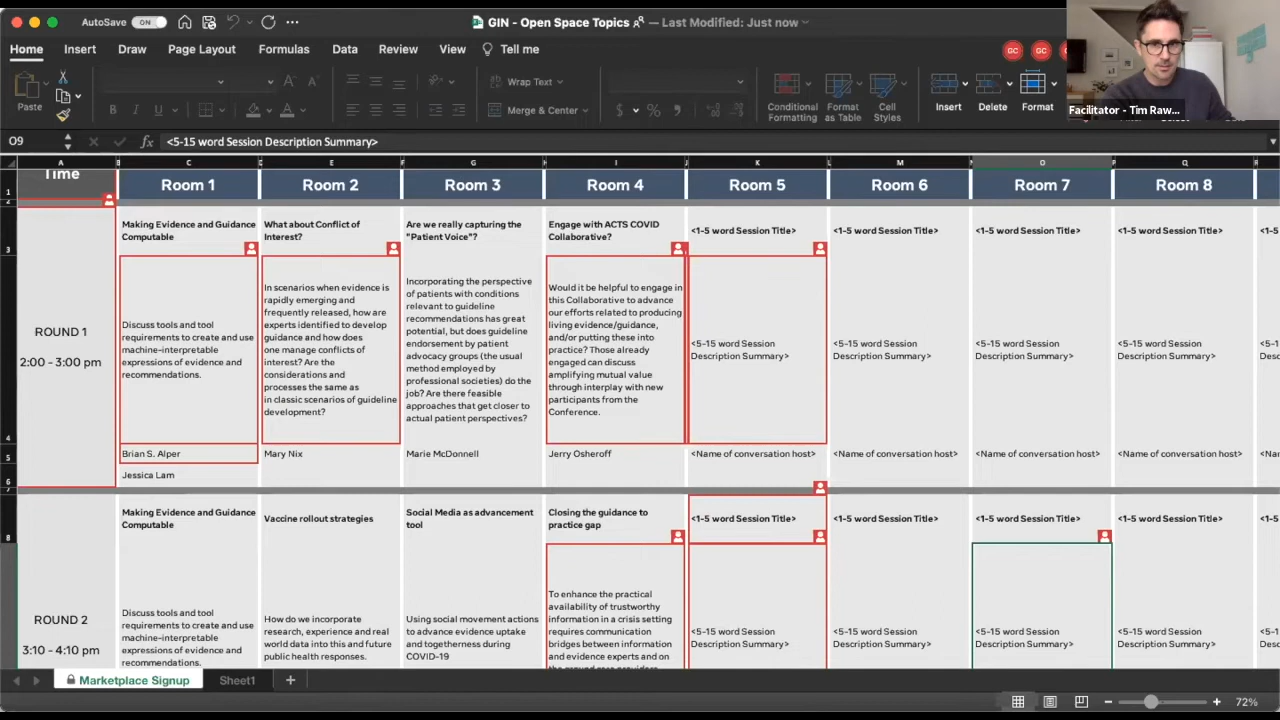 AutoSave ON GIN - Open Space Topics — Last Modified: Just now
Home Insert Draw Page Layout Formulas Data Review View Tell me GC GC GC
Wrap Text
Paste B I U Merge & Center $ % Conditional Formatting Format as Table Cell Styles Insert Delete Format
Facilitator - Tim Raw...
O9 fx <5-15 word Session Description Summary>
A B C E F G I K M O Q
1 Time Room 1 Room 2 Room 3 Room 4 Room 5 Room 6 Room 7 Room 8
3
Making Evidence and Guidance
Computable
What about Conflict of
Interest?
Are we really capturing the
"Patient Voice"?
Engage with ACTS COVID
Collaborative?
<1-5 word Session Title>
<1-5 word Session Title>
<1-5 word Session Title>
<1-5 word Session Title>
ROUND 1
2:00 - 3:00 pm
4
Discuss tools and tool
requirements to create and use
machine-interpretable
expressions of evidence and
recommendations.
In scenarios when evidence is
rapidly emerging and
frequently released, how are
experts identified to develop
guidance and how does
one manage conflicts of
interest? Are the
considerations and
processes the same as
in classic scenarios of guideline
development?
Incorporating the perspective
of patients with conditions
relevant to guideline
recommendations has great
potential, but does guideline
endorsement by patient
advocacy groups (the usual
method employed by
professional societies) do the
job? Are there feasible
approaches that get closer to
actual patient perspectives?
Would it be helpful to engage in
this Collaborative to advance
our efforts related to producing
living evidence/guidance,
and/or putting these into
practice? Those already
engaged can discuss
amplifying mutual value
through interplay with new
participants from the
Conference.
<5-15 word Session
Description Summary>
<5-15 word Session
Description Summary>
<5-15 word Session
Description Summary>
<5-15 word Session
Description Summary>
5 Brian S. Alper Mary Nix Marie McDonnell Jerry Osheroff <Name of conversation host> <Name of conversation host> <Name of conversation host> <Name of conversation host>
6 Jessica Lam
8
Making Evidence and Guidance
Computable
Vaccine rollout strategies
Social Media as advancement
tool
Closing the guidance to
practice gap
<1-5 word Session Title>
<1-5 word Session Title>
<1-5 word Session Title>
<1-5 word Session Title>
ROUND 2
3:10 - 4:10 pm
Discuss tools and tool
requirements to create and use
machine-interpretable
expressions of evidence and
recommendations.
How do we incorporate
research, experience and real
world data into this and future
public health responses.
Using social movement actions
to advance evidence uptake
and togetherness during
COVID-19
To enhance the practical
availability of trustworthy
information in a crisis setting
requires communication
bridges between information
and evidence experts and on
<5-15 word Session
Description Summary>
<5-15 word Session
Description Summary>
<5-15 word Session
Description Summary>
<5-15 word Session
Description Summary>
Marketplace Signup Sheet1
72%